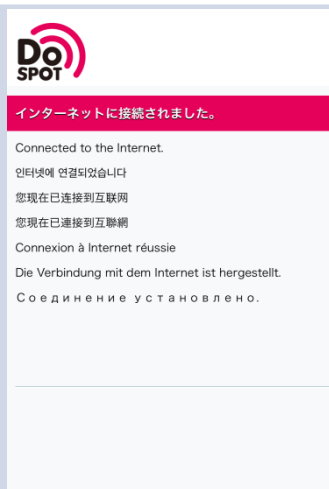 Do
SPOT
インターネットに接続されました。
Connected to the Internet.
인터넷에 연결되었습니다
您现在已连接到互联网
您現在已連接到互聯網
Connexion à Internet réussie
Die Verbindung mit dem Internet ist hergestellt.
Соединение установлено.